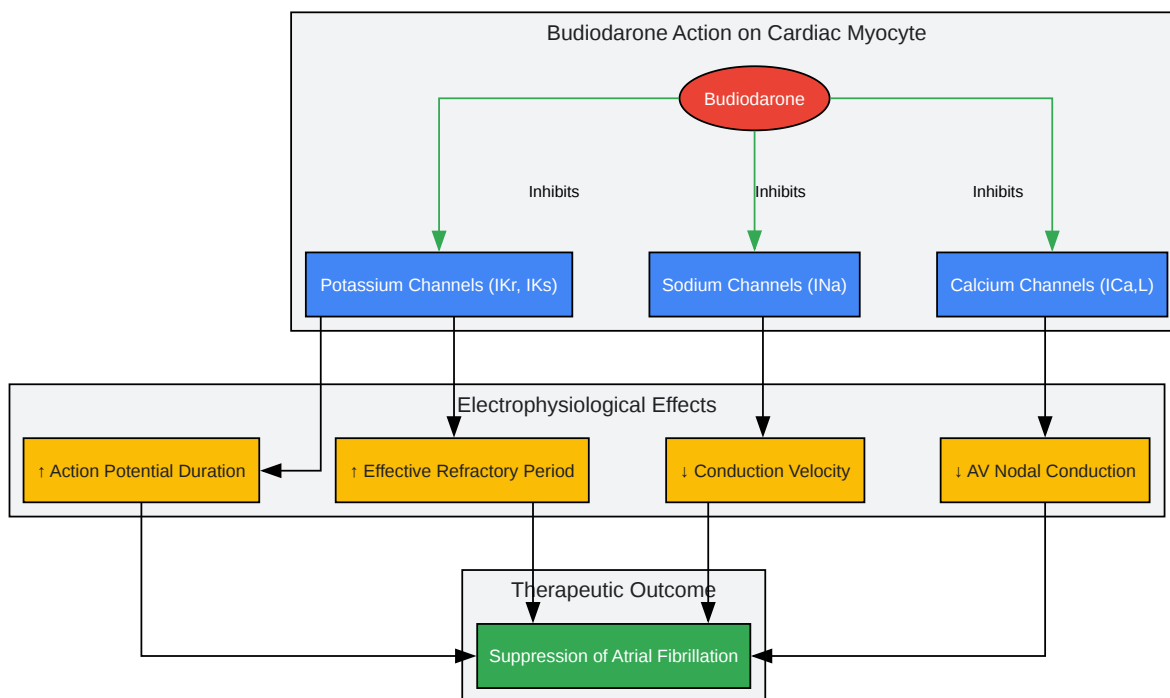 Budiodarone Action on Cardiac Myocyte
Budiodarone
Inhibits
Inhibits
Inhibits
Potassium Channels (IKr, IKs)
Sodium Channels (INa)
Calcium Channels (ICa,L)
Electrophysiological Effects
↑ Action Potential Duration
↑ Effective Refractory Period
↓ Conduction Velocity
↓ AV Nodal Conduction
Therapeutic Outcome
Suppression of Atrial Fibrillation